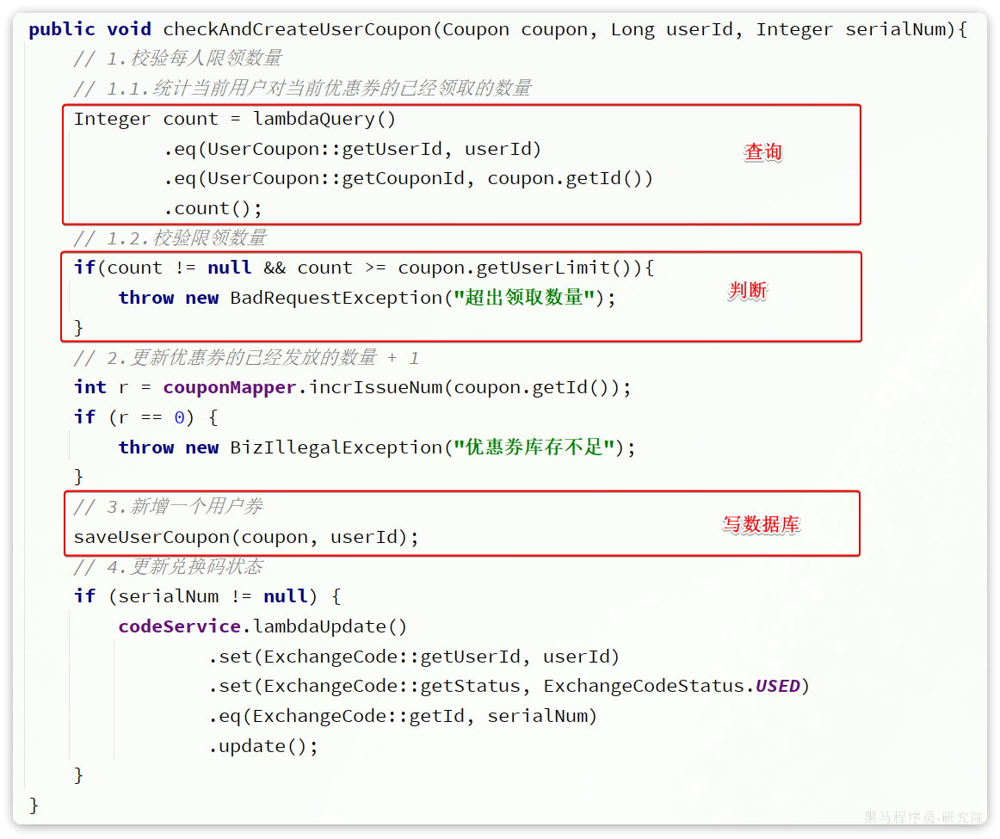 public void checkAndCreateUserCoupon(Coupon coupon, Long userId, Integer serialNum){
// 1.校验每人限领数量
// 1.1.统计当前用户对当前优惠券的已经领取的数量
Integer count = lambdaQuery()
.eq(UserCoupon::getUserId, userId)
查询
.eq(UserCoupon::getCouponId, coupon.getId())
.count();
// 1.2.校验限领数量
if(count != null && count >= coupon.getUserLimit()){
判断
throw new BadRequestException("超出领取数量");
}
// 2.更新优惠券的已经发放的数量 + 1
int r = couponMapper.incrIssueNum(coupon.getId());
if (r == 0) {
throw new BizIllegalException("优惠券库存不足");
}
// 3.新增一个用户券
写数据库
saveUserCoupon(coupon, userId);
// 4.更新兑换码状态
if (serialNum != null) {
codeService.lambdaUpdate()
.set(ExchangeCode::getUserId, userId)
.set(ExchangeCode::getStatus, ExchangeCodeStatus.USED)
.eq(ExchangeCode::getId, serialNum)
.update();
}
}
黑马程序员-研究院